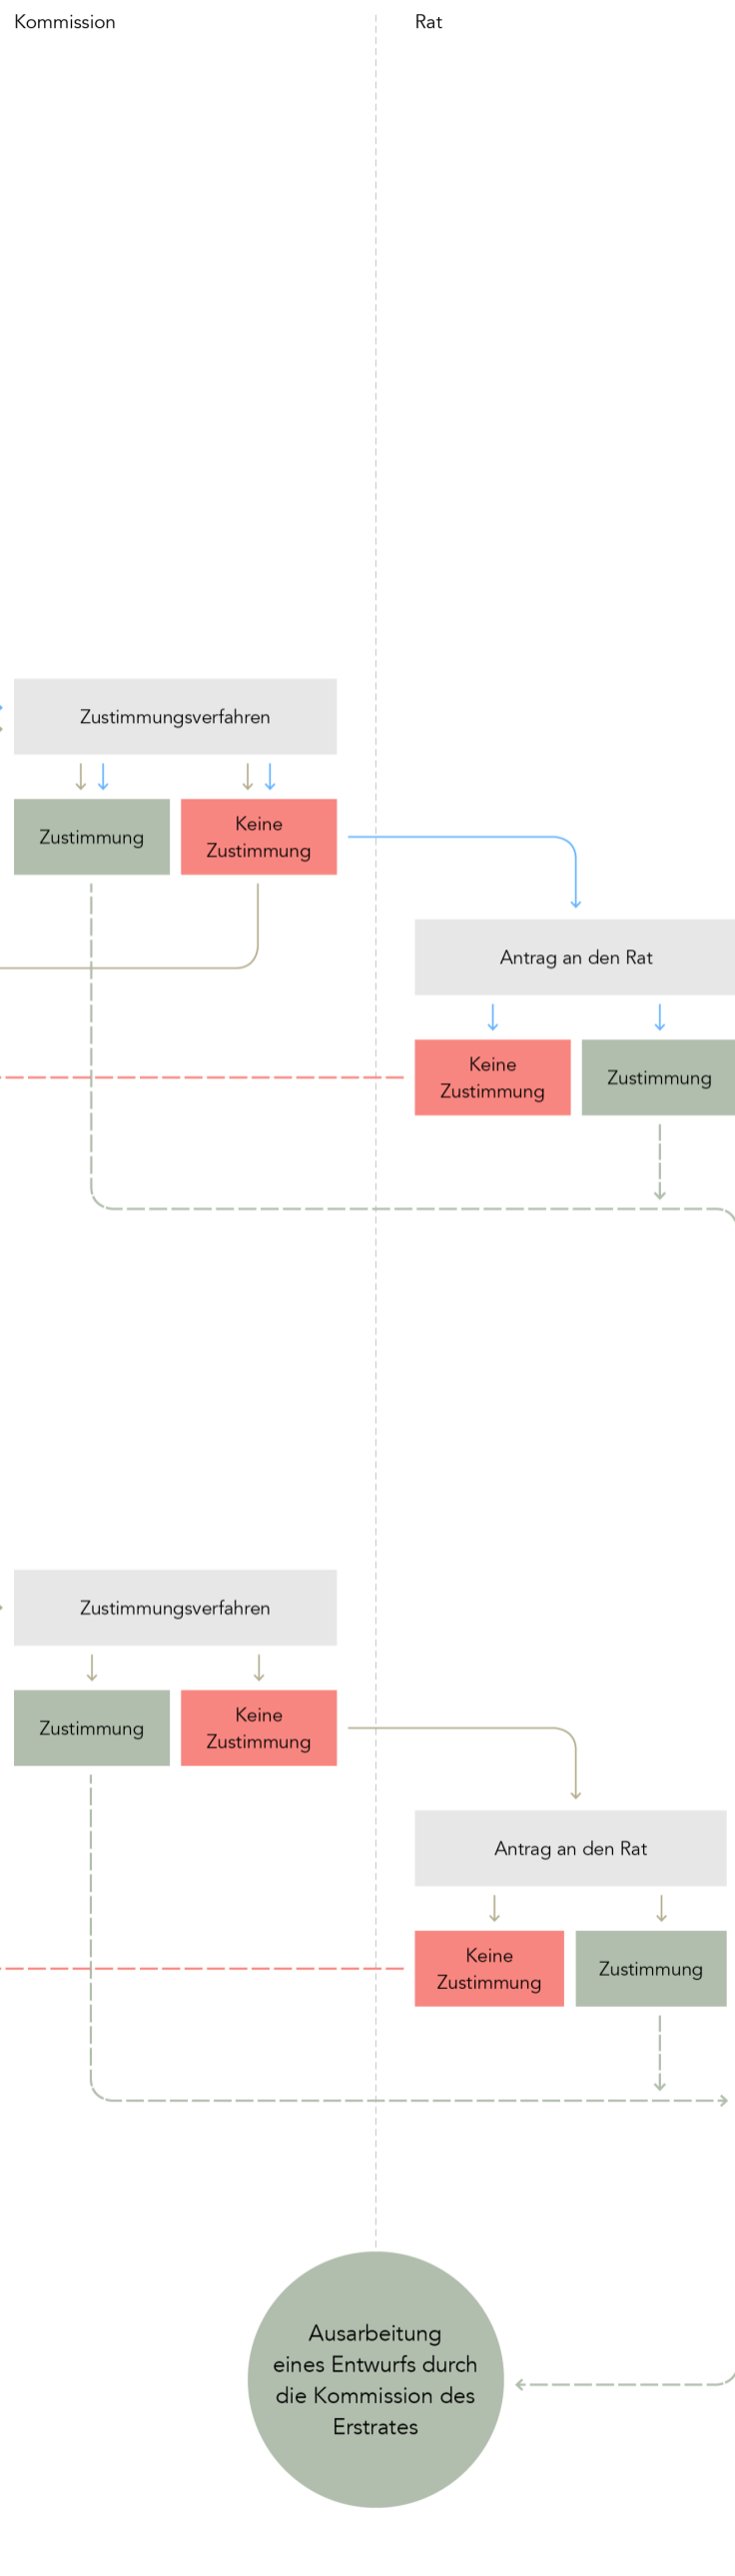 Kommission
Rat
Zustimmungsverfahren
Zustimmung
Keine
Zustimmung
Antrag an den Rat
Keine
Zustimmung
Zustimmung
Zustimmungsverfahren
Zustimmung
Keine
Zustimmung
Antrag an den Rat
Keine
Zustimmung
Zustimmung
Ausarbeitung
eines Entwurfs durch
die Kommission des
Erstrates